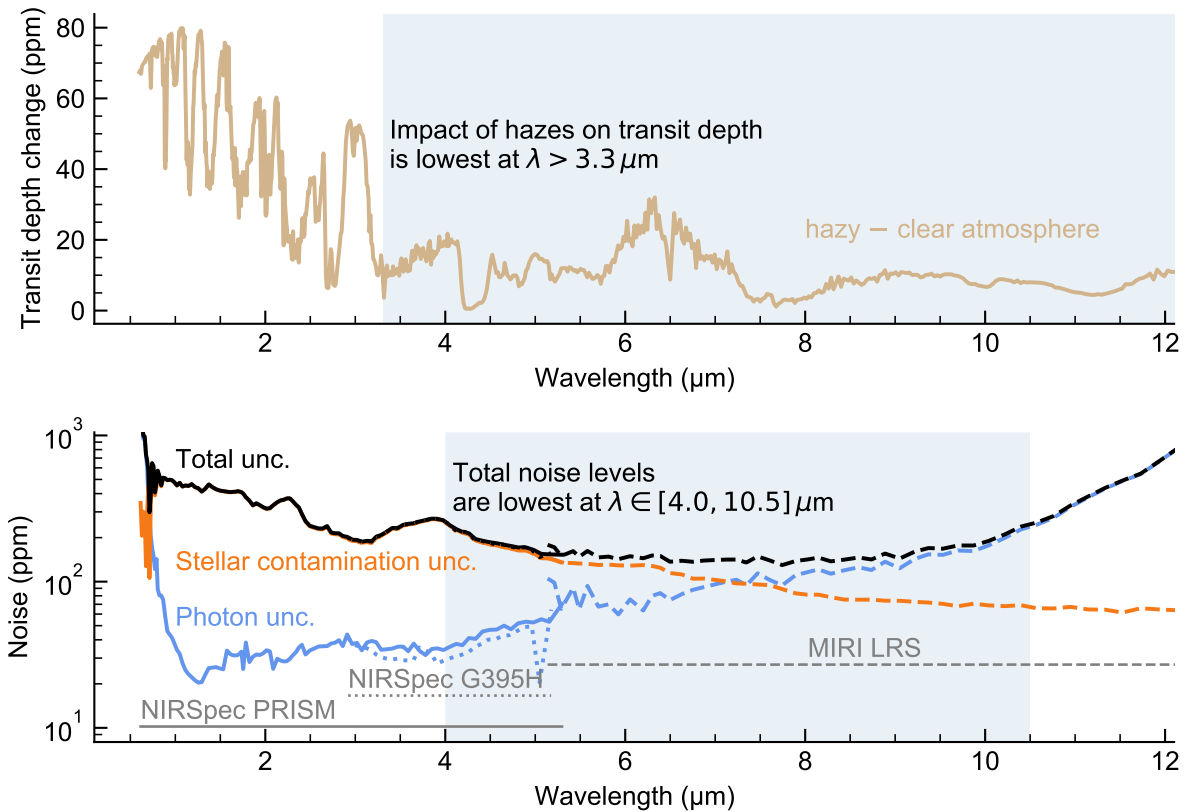 Transit depth change (ppm)
80
60
40
20
0
Impact of hazes on transit depth
is lowest at λ > 3.3 μm
hazy − clear atmosphere
2
4
6
8
10
12
Wavelength (μm)
Noise (ppm)
10³
10²
10¹
Total unc.
Total noise levels
are lowest at λ ∈ [4.0, 10.5] μm
Stellar contamination unc.
Photon unc.
MIRI LRS
NIRSpec G395H
NIRSpec PRISM
2
4
6
8
10
12
Wavelength (μm)